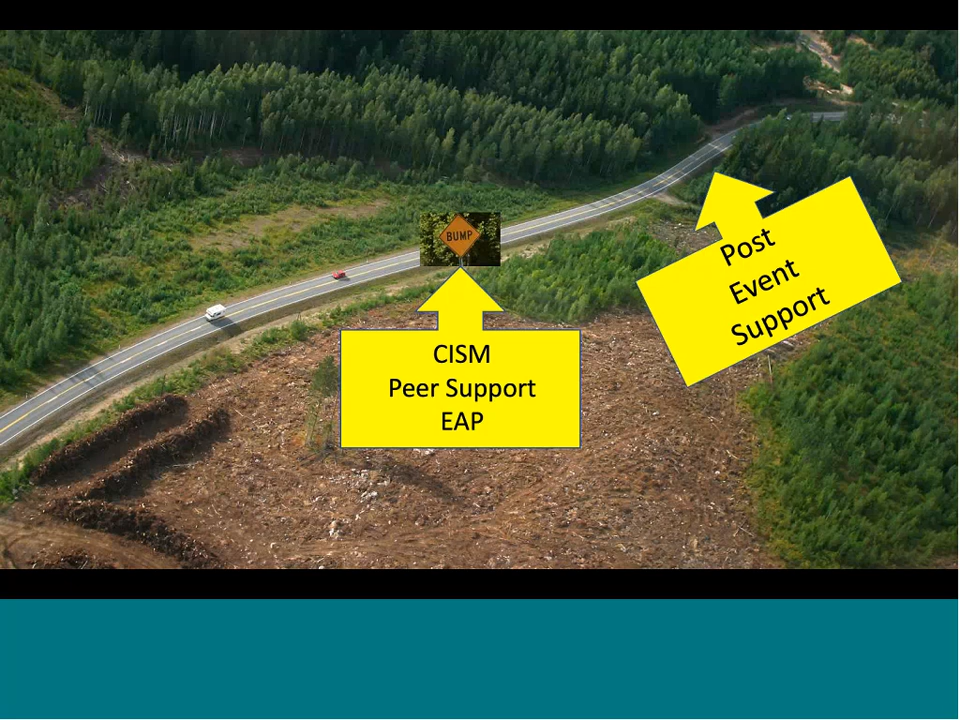 BUMP
CISM
Peer Support
EAP
Post
Event
Support